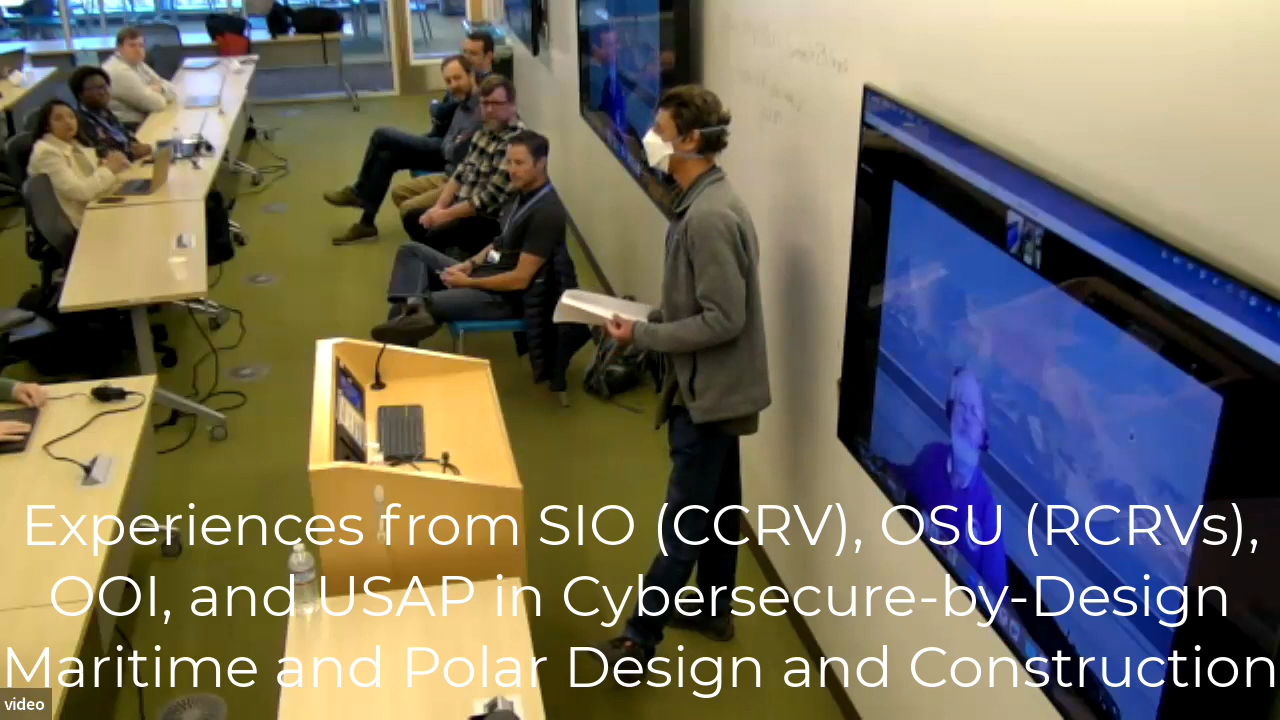 Experiences from SIO (CCRV), OSU (RCRVs),
OOI, and USAP in Cybersecure-by-Design
Maritime and Polar Design and Construction
video